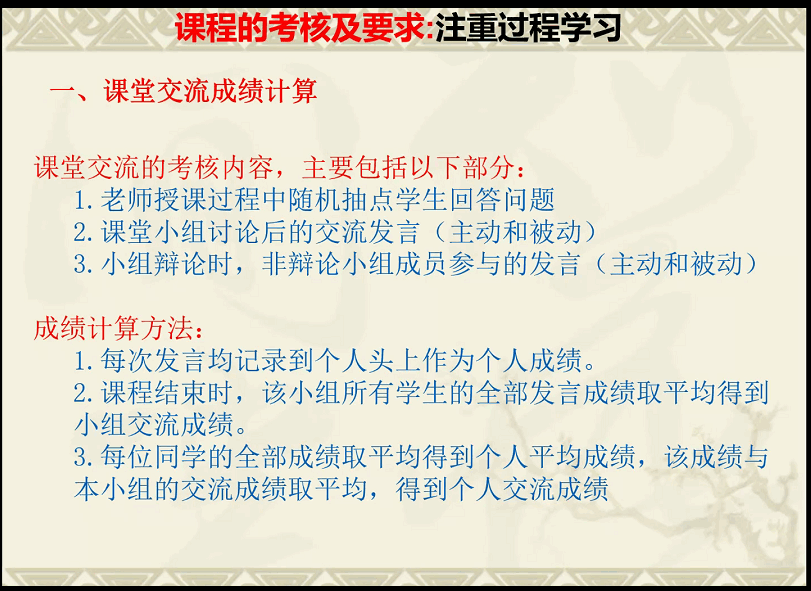 课程的考核及要求:注重过程学习
一、课堂交流成绩计算
课堂交流的考核内容，主要包括以下部分：
1.老师授课过程中随机抽点学生回答问题
2.课堂小组讨论后的交流发言（主动和被动）
3.小组辩论时，非辩论小组成员参与的发言（主动和被动）
成绩计算方法：
1.每次发言均记录到个人头上作为个人成绩。
2.课程结束时，该小组所有学生的全部发言成绩取平均得到
小组交流成绩。
3.每位同学的全部成绩取平均得到个人平均成绩，该成绩与
本小组的交流成绩取平均，得到个人交流成绩